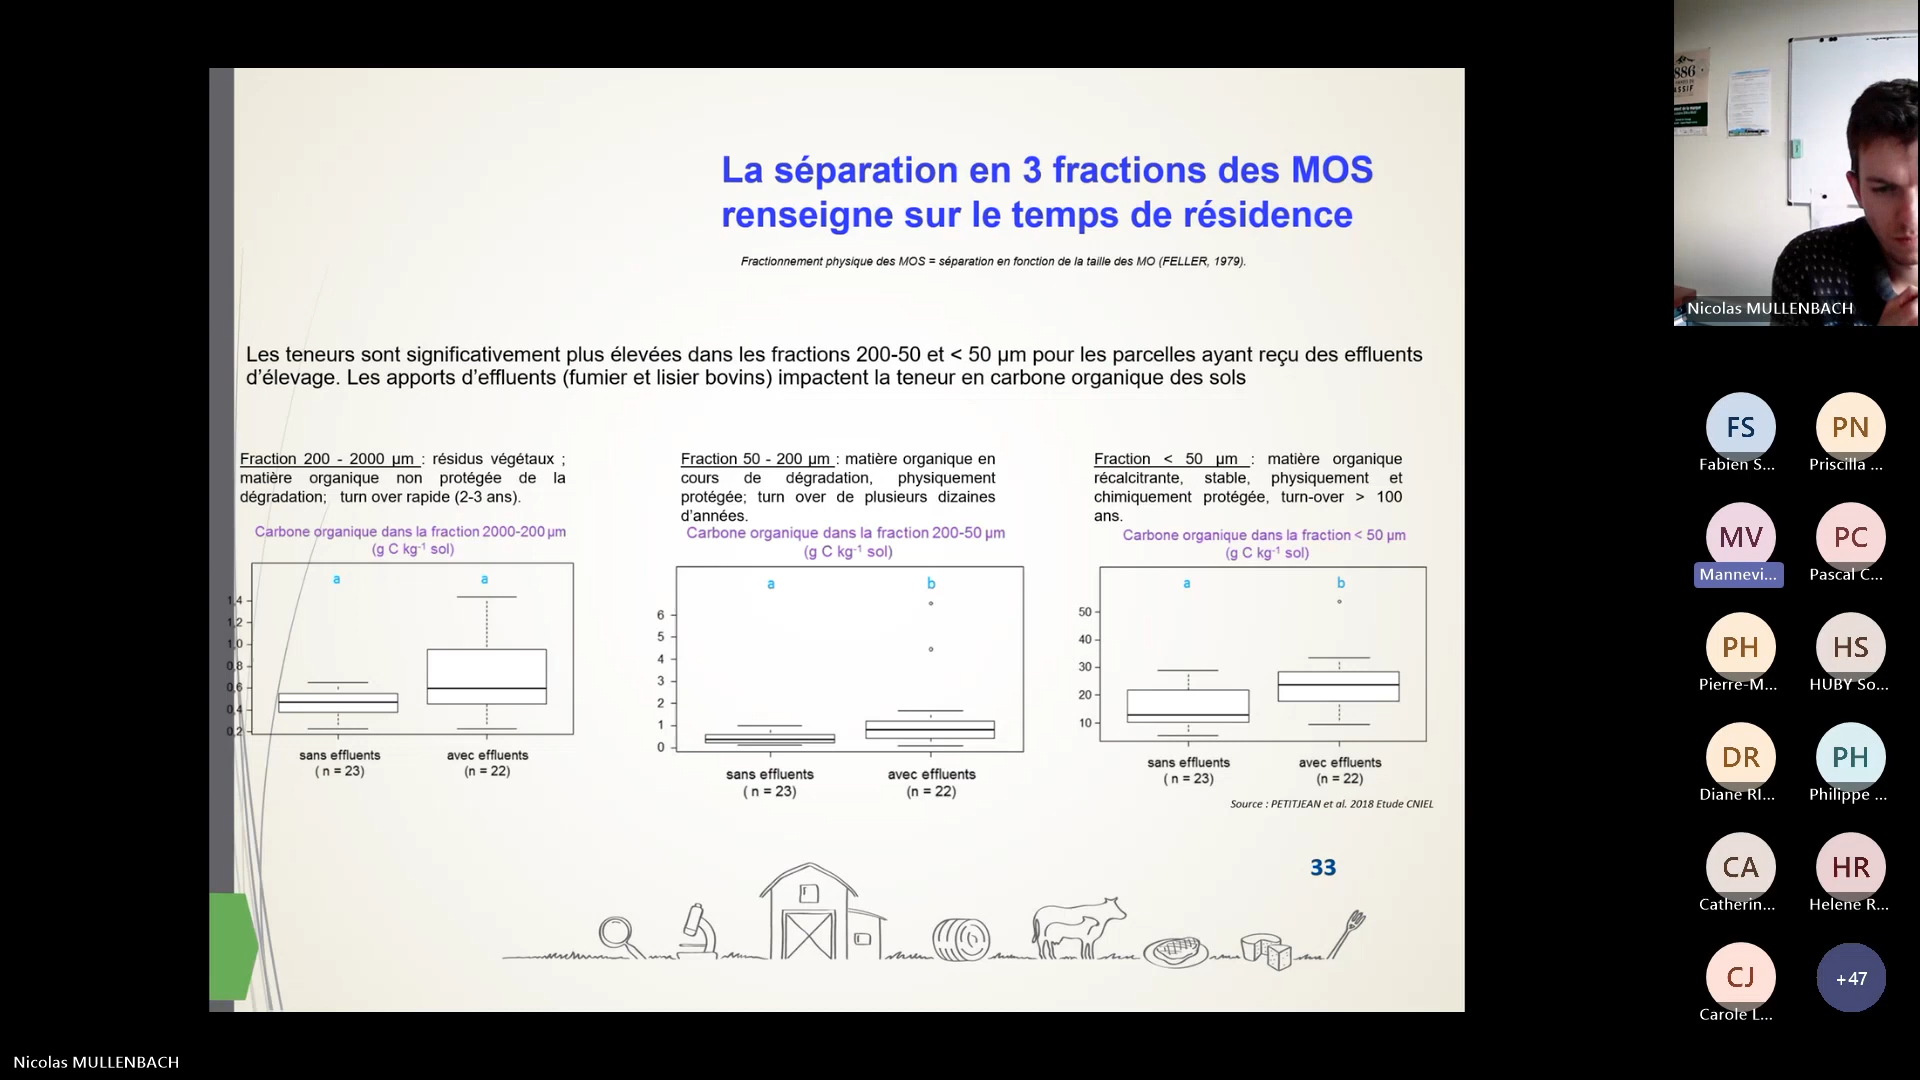 La séparation en 3 fractions des MOS
renseigne sur le temps de résidence
Fractionnement physique des MOS = séparation en fonction de la taille des MO (FELLER, 1979).
Les teneurs sont significativement plus élevées dans les fractions 200-50 et < 50 µm pour les parcelles ayant reçu des effluents
d’élevage. Les apports d’effluents (fumier et lisier bovins) impactent la teneur en carbone organique des sols
Fraction 200 - 2000 µm : résidus végétaux ;
matière organique non protégée de la
dégradation; turn over rapide (2-3 ans).
Carbone organique dans la fraction 2000-200 µm
(g C kg⁻¹ sol)
a a
1,4
1,2
1,0
0,8
0,6
0,4
0,2
sans effluents avec effluents
( n = 23) (n = 22)
Fraction 50 - 200 µm : matière organique en
cours de dégradation, physiquement
protégée; turn over de plusieurs dizaines
d’années.
Carbone organique dans la fraction 200-50 µm
(g C kg⁻¹ sol)
a b
6
5
4
3
2
1
0
sans effluents avec effluents
( n = 23) (n = 22)
Fraction < 50 µm : matière organique
récalcitrante, stable, physiquement et
chimiquement protégée, turn-over > 100
ans.
Carbone organique dans la fraction < 50 µm
(g C kg⁻¹ sol)
a b
50
40
30
20
10
sans effluents avec effluents
( n = 23) (n = 22)
Source : PETITJEAN et al. 2018 Etude CNIEL
33
886
Nicolas MULLENBACH
FS PN
Fabien S... Priscilla ...
MV PC
Mannevi... Pascal C...
PH HS
Pierre-M... HUBY So...
DR PH
Diane RI... Philippe ...
CA HR
Catherin... Helene R...
CJ +47
Carole L...
Nicolas MULLENBACH